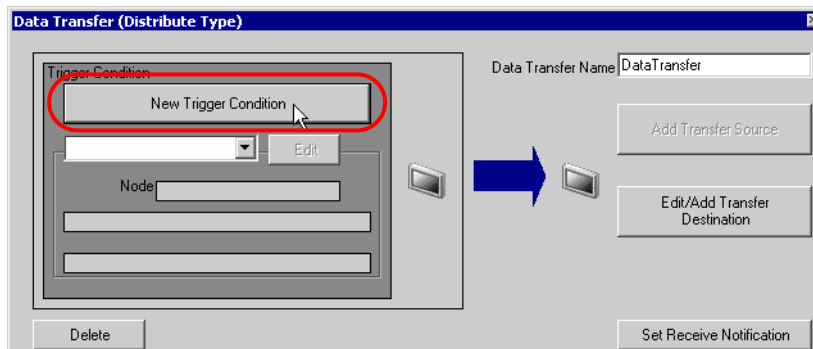 Data Transfer (Distribute Type)
Trigger Condition
New Trigger Condition
Edit
Node
Data Transfer Name DataTransfer
Add Transfer Source
Edit/Add Transfer
Destination
Delete
Set Receive Notification